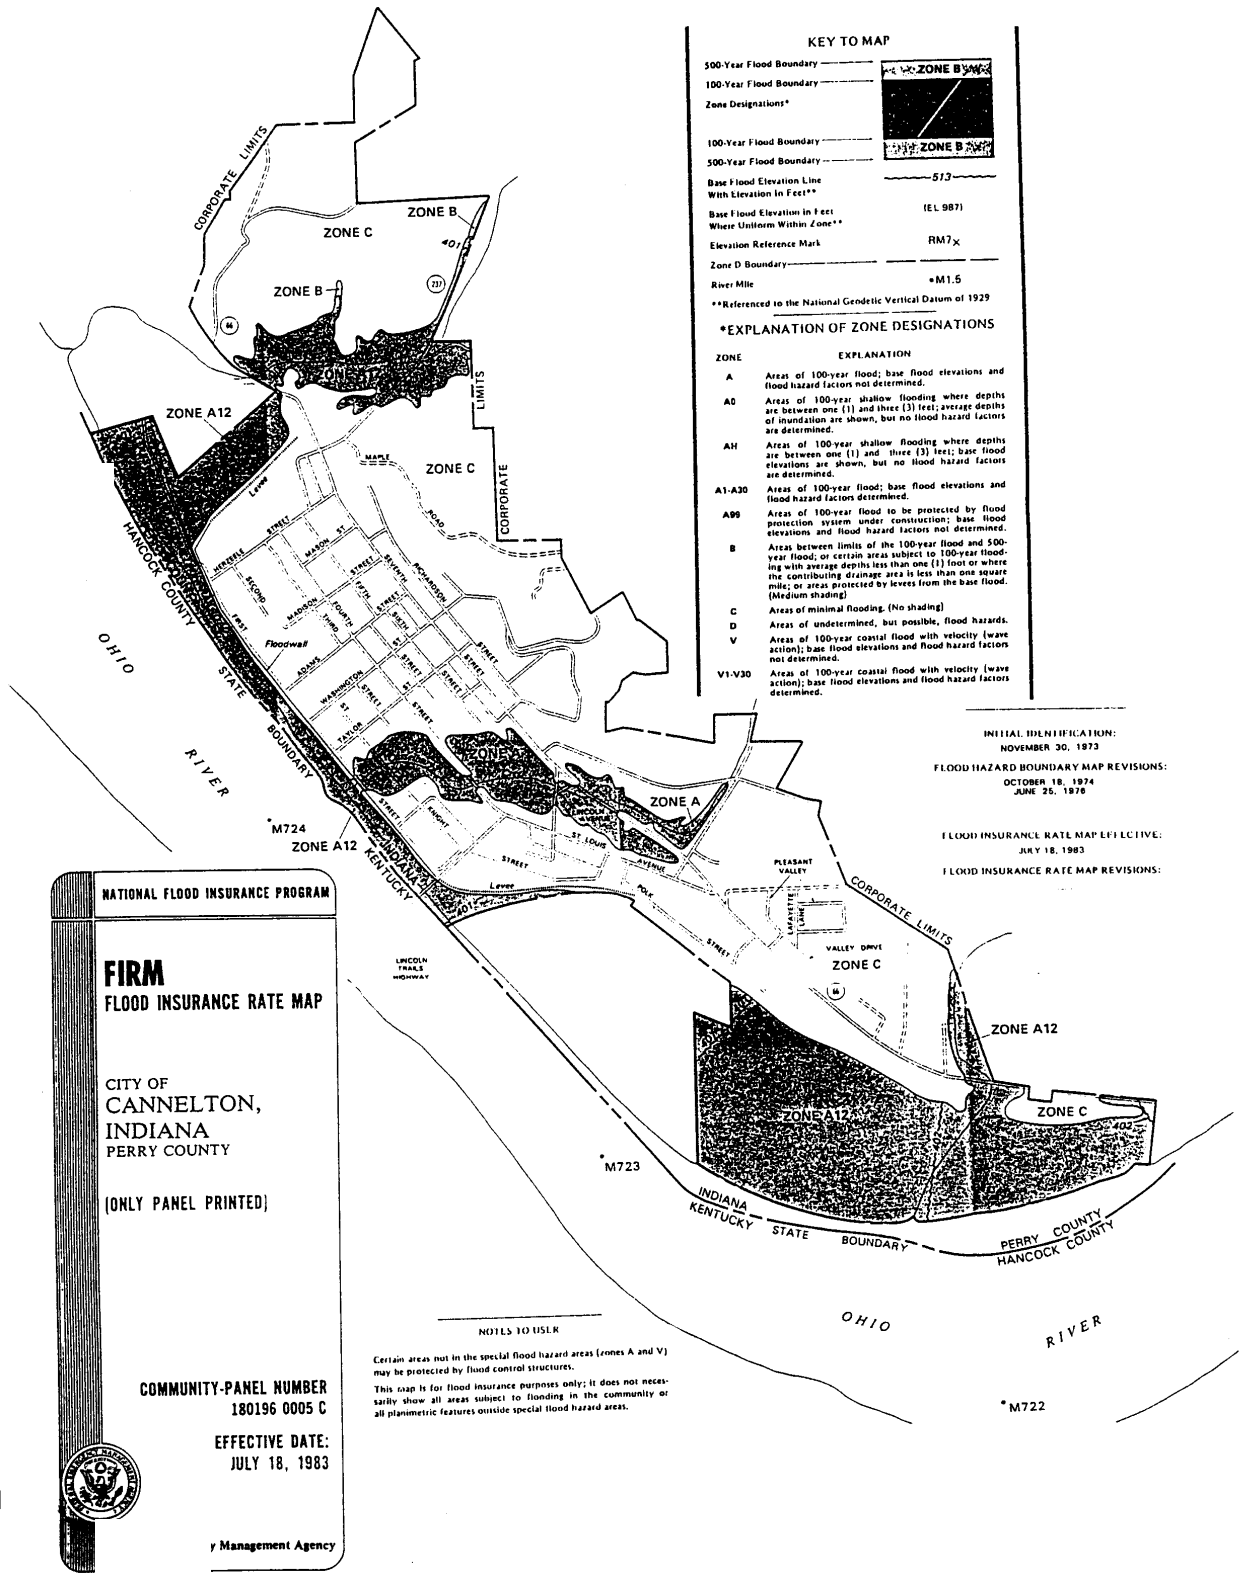 KEY TO MAP
500-Year Flood Boundary
ZONE B
100-Year Flood Boundary
Zone Designations*
100-Year Flood Boundary
ZONE B
500-Year Flood Boundary
Base Flood Elevation Line
With Elevation In Feet**
513
Base Flood Elevation in Feet
Where Uniform Within Zone**
(EL 987)
Elevation Reference Mark
RM7x
Zone D Boundary
River Mile
•M1.5
**Referenced to the National Geodetic Vertical Datum of 1929
*EXPLANATION OF ZONE DESIGNATIONS
ZONE EXPLANATION
A Areas of 100-year flood; base flood elevations and
flood hazard factors not determined.
A0 Areas of 100-year shallow flooding where depths
are between one (1) and three (3) feet; average depths
of inundation are shown, but no flood hazard factors
are determined.
AH Areas of 100-year shallow flooding where depths
are between one (1) and three (3) feet; base flood
elevations are shown, but no flood hazard factors
are determined.
A1-A30 Areas of 100-year flood; base flood elevations and
flood hazard factors determined.
A99 Areas of 100-year flood to be protected by flood
protection system under construction; base flood
elevations and flood hazard factors not determined.
B Areas between limits of the 100-year flood and 500-
year flood; or certain areas subject to 100-year flood-
ing with average depths less than one (1) foot or where
the contributing drainage area is less than one square
mile; or areas protected by levees from the base flood.
(Medium shading)
C Areas of minimal flooding. (No shading)
D Areas of undetermined, but possible, flood hazards.
V Areas of 100-year coastal flood with velocity (wave
action); base flood elevations and flood hazard factors
not determined.
V1-V30 Areas of 100-year coastal flood with velocity (wave
action); base flood elevations and flood hazard factors
determined.
INITIAL IDENTIFICATION:
NOVEMBER 30, 1973
FLOOD HAZARD BOUNDARY MAP REVISIONS:
OCTOBER 18, 1974
JUNE 25, 1976
FLOOD INSURANCE RATE MAP EFFECTIVE:
JULY 18, 1983
FLOOD INSURANCE RATE MAP REVISIONS:
CORPORATE LIMITS
ZONE B
ZONE C
401
ZONE B
237
66
ZONE A12
LIMITS
CORPORATE
MAPLE
ROAD
ZONE C
Levee
HERERLE STREET
MASON ST
SECOND
MADISON STREET
FIRST
THIRD
FOURTH
FIFTH STREET
SIXTH ST
SEVENTH
RICHARDSON
STREET
Floodwall
ADAMS STREET
WASHINGTON STREET
ST
TAYLOR STREET
ST
STREET
STREET
HANCOCK COUNTY
STATE BOUNDARY
OHIO
RIVER
M724
ZONE A12
ZONE A
ZONE A
LINCOLN AVENUE
STREET
KNIGHT
STREET
ST LOUIS AVENUE
INDIANA
KENTUCKY
Levee
401
POLK STREET
PLEASANT
VALLEY
LAFAYETTE LANE
VALLEY DRIVE
ZONE C
66
CORPORATE LIMITS
LINCOLN
TRAILS
HIGHWAY
ZONE A12
ZONE A12
ZONE C
402
M723
INDIANA
KENTUCKY
STATE BOUNDARY
PERRY COUNTY
HANCOCK COUNTY
OHIO
RIVER
M722
NATIONAL FLOOD INSURANCE PROGRAM
FIRM
FLOOD INSURANCE RATE MAP
CITY OF
CANNELTON,
INDIANA
PERRY COUNTY
(ONLY PANEL PRINTED)
COMMUNITY-PANEL NUMBER
180196 0005 C
EFFECTIVE DATE:
JULY 18, 1983
y Management Agency
NOTES TO USER
Certain areas not in the special flood hazard areas (zones A and V)
may be protected by flood control structures.
This map is for flood insurance purposes only; it does not neces-
sarily show all areas subject to flooding in the community or
all planimetric features outside special flood hazard areas.